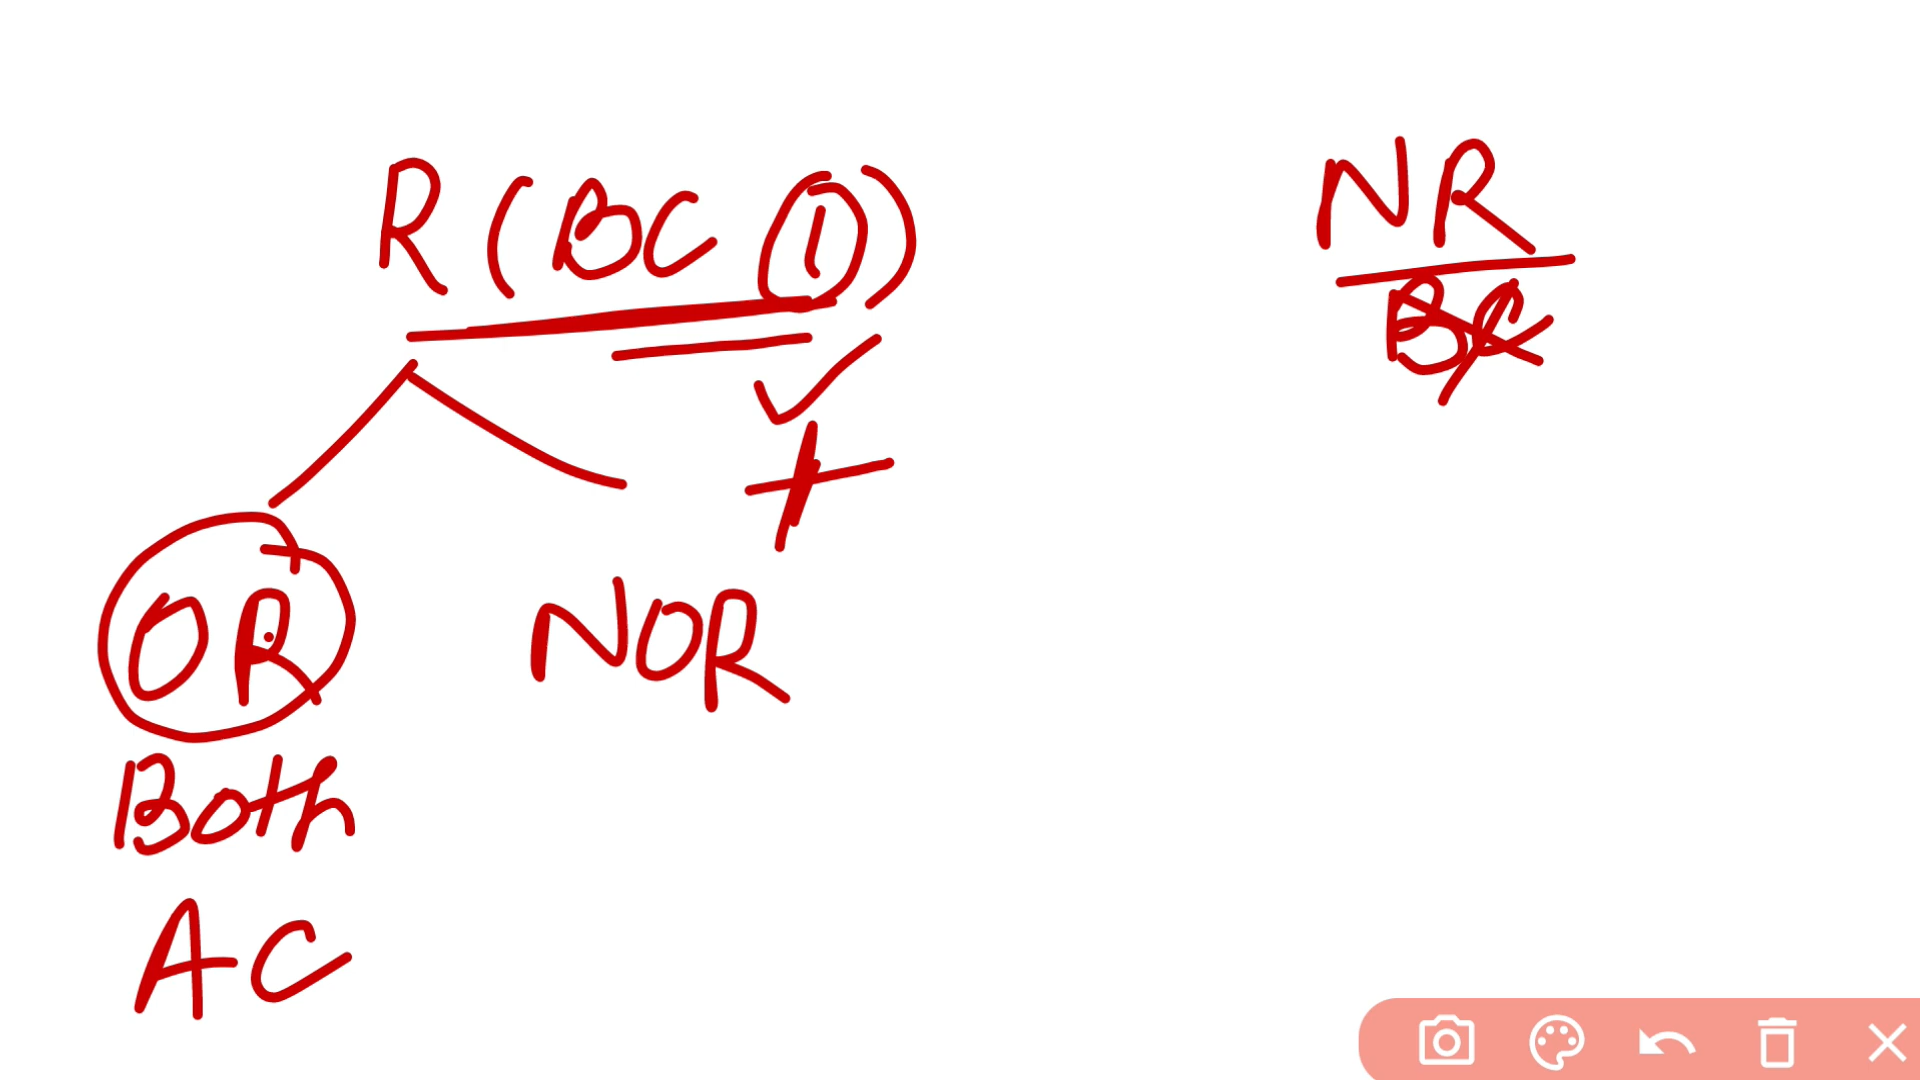 R (BC (1))
NR
BC
OR
NOR
Both
AC